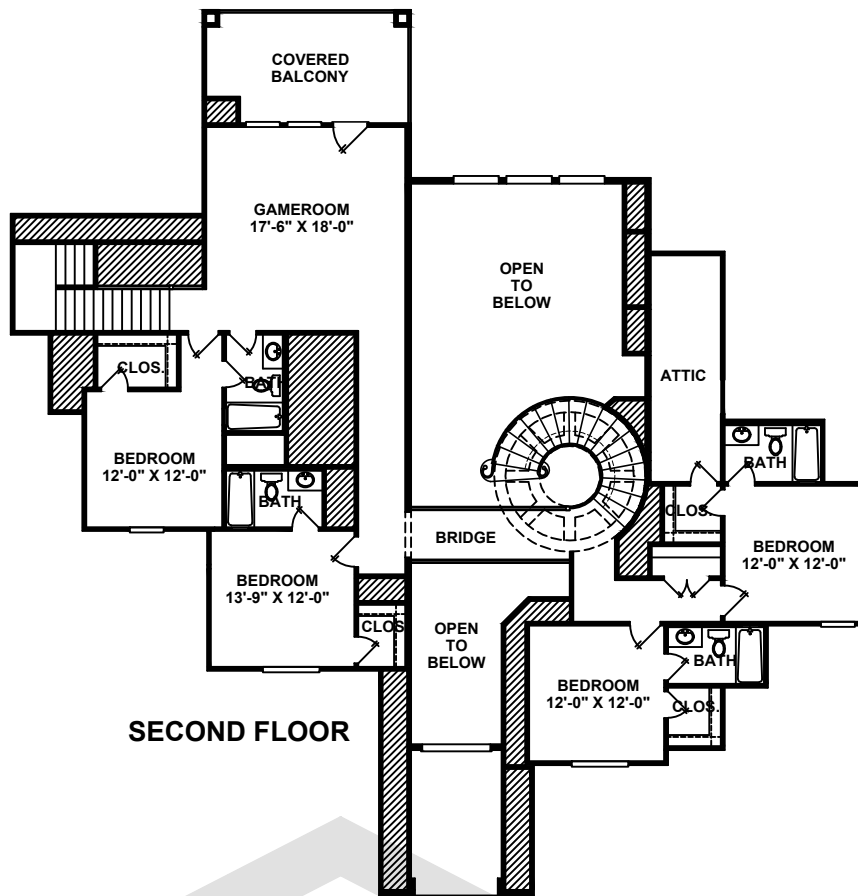 COVERED
BALCONY
GAMEROOM
17'-6" X 18'-0"
OPEN
TO
BELOW
CLOS.
BATH
ATTIC
BEDROOM
12'-0" X 12'-0"
BATH
BATH
CLOS.
BRIDGE
BEDROOM
12'-0" X 12'-0"
BEDROOM
13'-9" X 12'-0"
CLOS
OPEN
TO
BELOW
BATH
BEDROOM
12'-0" X 12'-0"
CLOS.
SECOND FLOOR